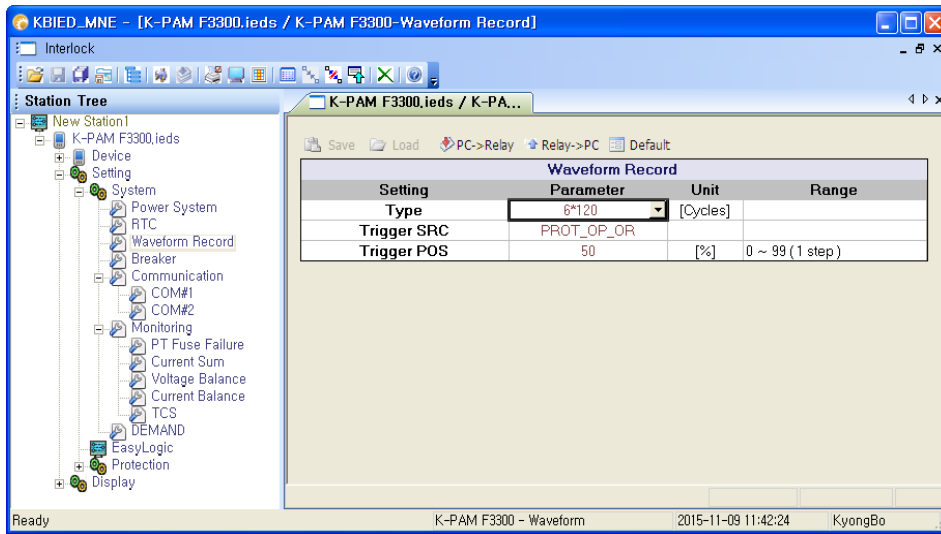 KBIED_MNE - [K-PAM F3300.ieds / K-PAM F3300-Waveform Record]
Interlock
Station Tree
K-PAM F3300.ieds / K-PA...
New Station1
K-PAM F3300.ieds
Device
Setting
System
Power System
RTC
Waveform Record
Breaker
Communication
COM#1
COM#2
Monitoring
PT Fuse Failure
Current Sum
Voltage Balance
Current Balance
TCS
DEMAND
EasyLogic
Protection
Display
Save Load PC->Relay Relay->PC Default
Waveform Record
Setting Parameter Unit Range
Type 6*120 [Cycles]
Trigger SRC PROT_OP_OR
Trigger POS 50 [%] 0 ~ 99 ( 1 step )
Ready K-PAM F3300 - Waveform 2015-11-09 11:42:24 KyongBo